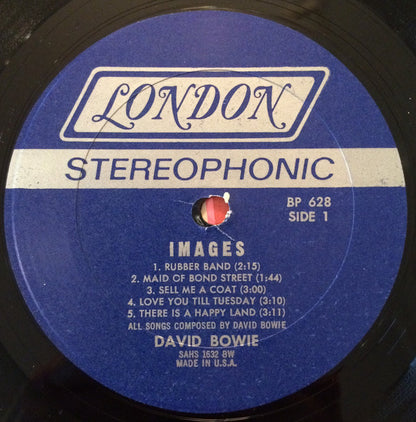 LONDON
STEREOPHONIC
BP 628
SIDE 1
IMAGES
1. RUBBER BAND (2:15)
2. MAID OF BOND STREET (1:44)
3. SELL ME A COAT (3:00)
4. LOVE YOU TILL TUESDAY (3:10)
5. THERE IS A HAPPY LAND (3:11)
ALL SONGS COMPOSED BY DAVID BOWIE
DAVID BOWIE
SAHS 1632 BW
MADE IN U.S.A.